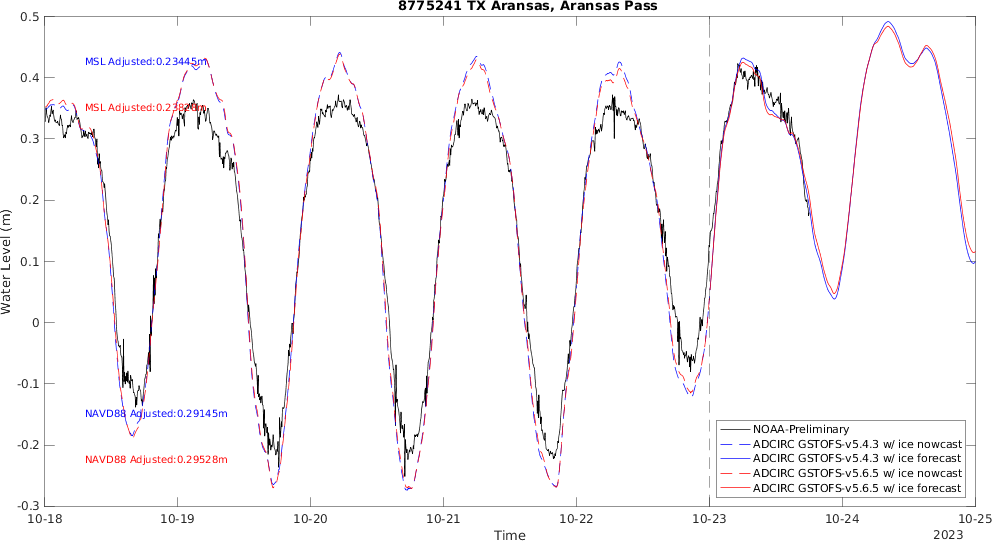 8775241 TX Aransas, Aransas Pass
0.5
0.4
0.3
0.2
0.1
0
-0.1
-0.2
-0.3
Water Level (m)
MSL Adjusted:0.23445m
MSL Adjusted:
NAVD88 Adjusted:0.29145m
NAVD88 Adjusted:0.29528m
NOAA-Preliminary
ADCIRC GSTOFS-v5.4.3 w/ ice nowcast
ADCIRC GSTOFS-v5.4.3 w/ ice forecast
ADCIRC GSTOFS-v5.6.5 w/ ice nowcast
ADCIRC GSTOFS-v5.6.5 w/ ice forecast
10-18
10-19
10-20
10-21
10-22
10-23
10-24
10-25
Time
2023